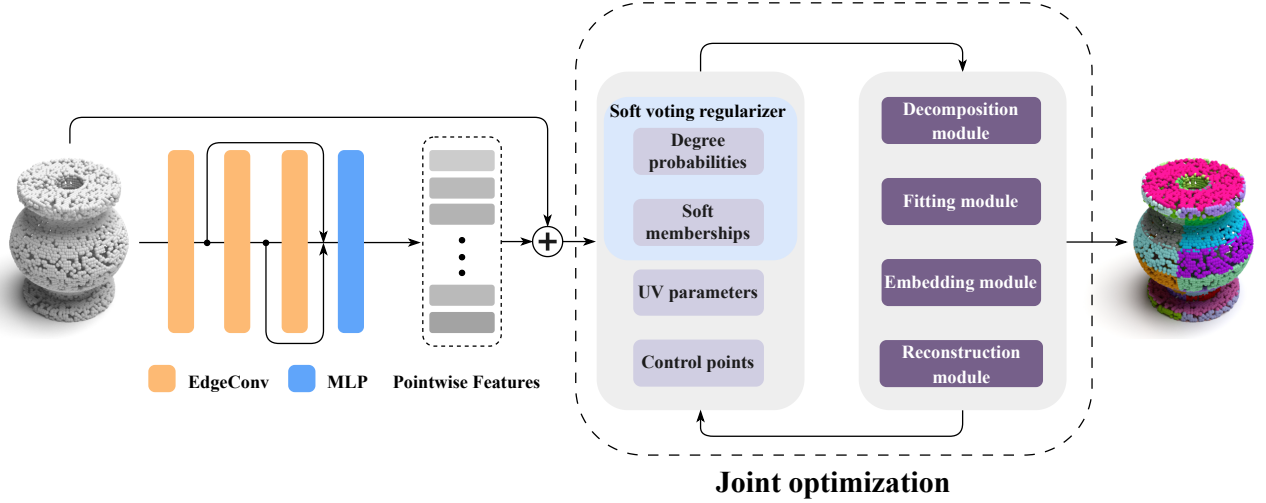 Soft voting regularizer
Degree
probabilities
Soft
memberships
UV parameters
Control points
Decomposition
module
Fitting module
Embedding module
Reconstruction
module
EdgeConv
MLP
Pointwise Features
Joint optimization